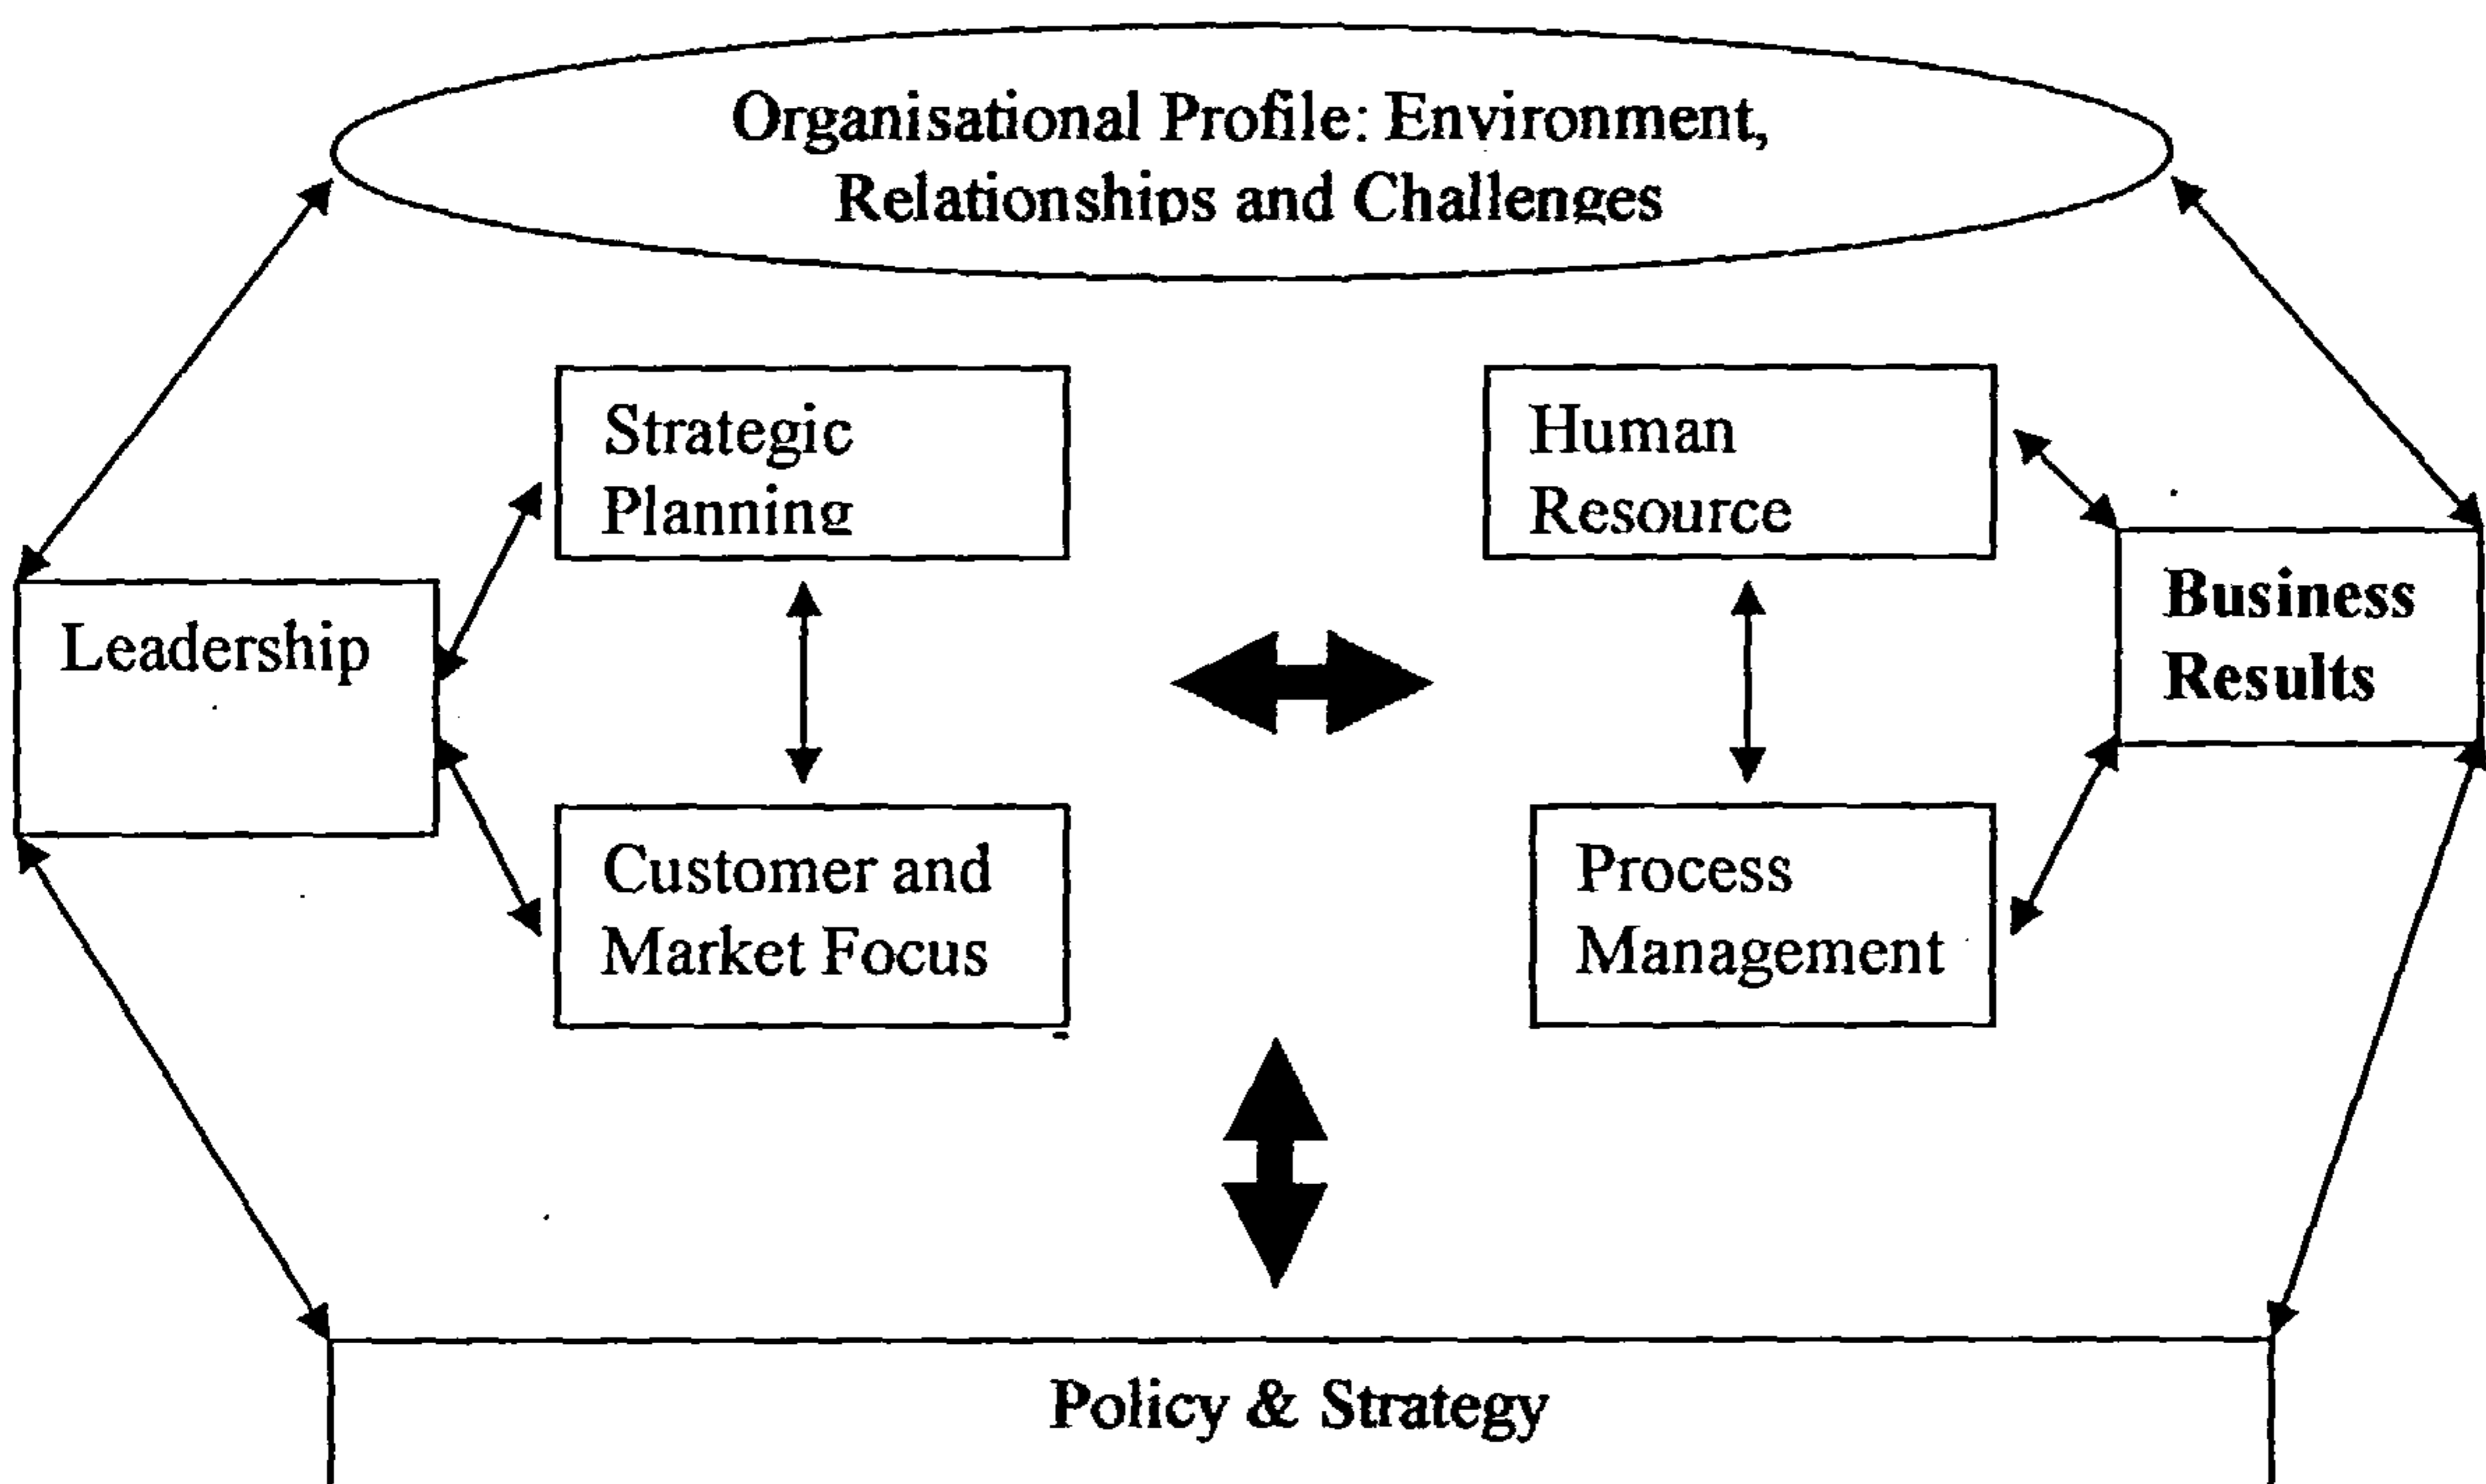 Organisational Profile: Environment,
Relationships and Challenges
Strategic
Planning
Human
Resource
Leadership
Business
Results
Customer and
Market Focus
Process
Management
Policy & Strategy